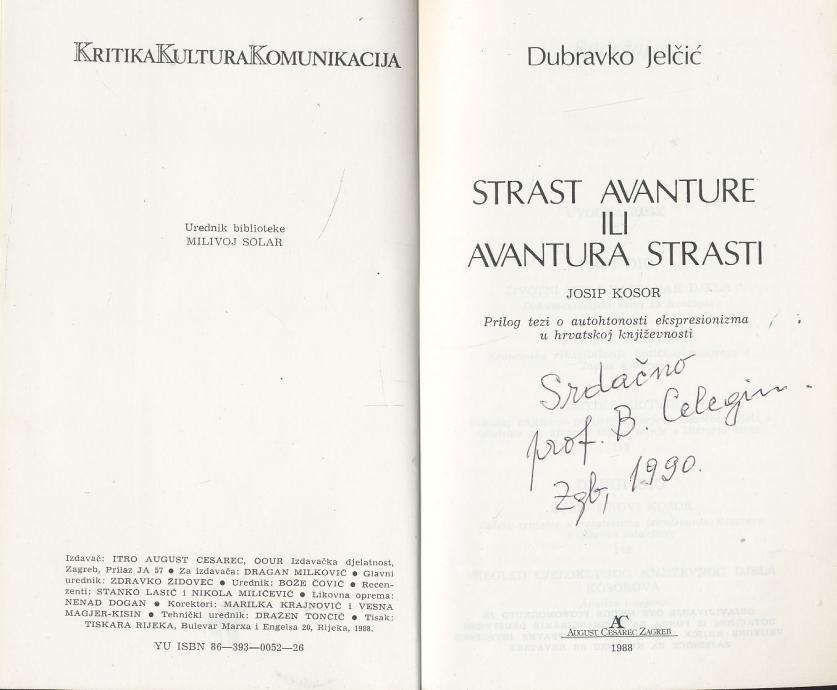 KRITIKAKULTURAKOMUNIKACIJA
Urednik biblioteke
MILIVOJ SOLAR
Izdavač: ITRO AUGUST CESAREC, OOUR Izdavačka djelatnost,
Zagreb, Prilaz JA 57 ● Za izdavača: DRAGAN MILKOVIĆ ● Glavni
urednik: ZDRAVKO ŽIDOVEC ● Urednik: BOŽE ČOVIĆ ● Recen-
zenti: STANKO LASIĆ I NIKOLA MILIĆEVIĆ ● Likovna oprema:
NENAD DOGAN ● Korektori: MARILKA KRAJNOVIĆ i VESNA
MAGJER-KISIN ● Tehnički urednik: DRAŽEN TONČIĆ ● Tisak:
TISKARA RIJEKA, Bulevar Marxa i Engelsa 20, Rijeka, 1988.
YU ISBN 86—393—0052—26
Dubravko Jelčić
STRAST AVANTURE
ILI
AVANTURA STRASTI
JOSIP KOSOR
Prilog tezi o autohtonosti ekspresionizma
u hrvatskoj književnosti
Srdačno
prof. B. Celegin
Zgb, 1990.
AC
AUGUST CESAREC ZAGREB
1988